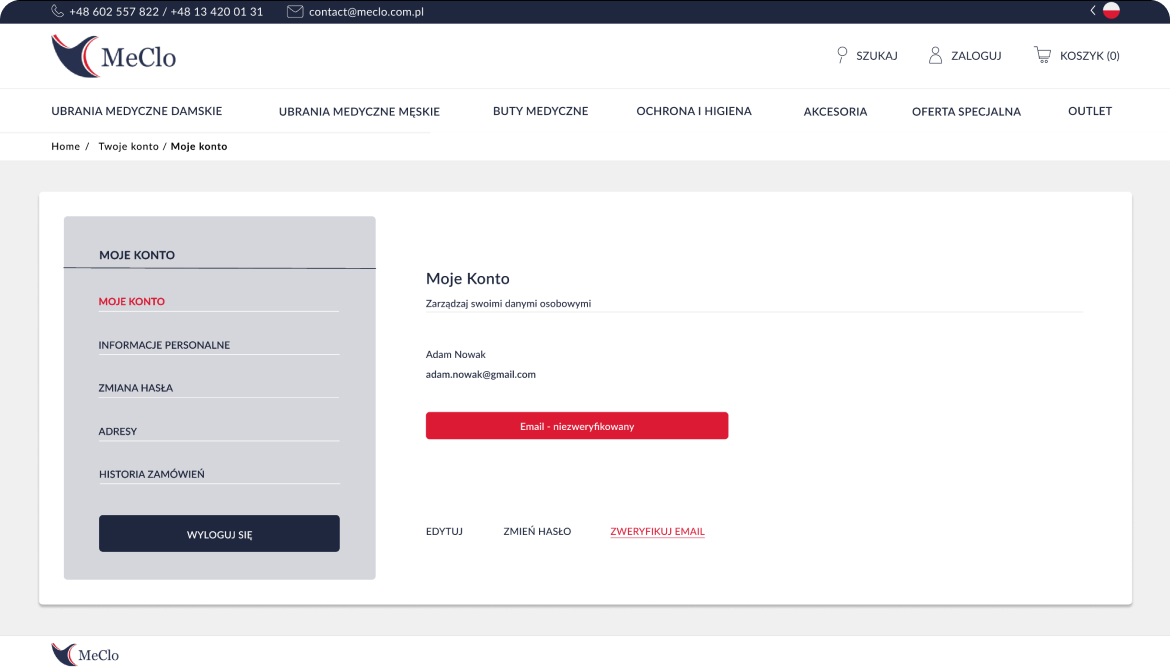 +48 602 557 822 / +48 13 420 01 31 contact@meclo.com.pl
MeClo
SZUKAJ ZALOGUJ KOSZYK (0)
UBRANIA MEDYCZNE DAMSKIE UBRANIA MEDYCZNE MĘSKIE BUTY MEDYCZNE OCHRONA I HIGIENA AKCESORIA OFERTA SPECJALNA OUTLET
Home / Twoje konto / Moje konto
MOJE KONTO
MOJE KONTO
INFORMACJE PERSONALNE
ZMIANA HASŁA
ADRESY
HISTORIA ZAMÓWIEŃ
WYLOGUJ SIĘ
Moje Konto
Zarządzaj swoimi danymi osobowymi
Adam Nowak
adam.nowak@gmail.com
Email - niezweryfikowany
EDYTUJ ZMIEŃ HASŁO ZWERYFIKUJ EMAIL
MeClo